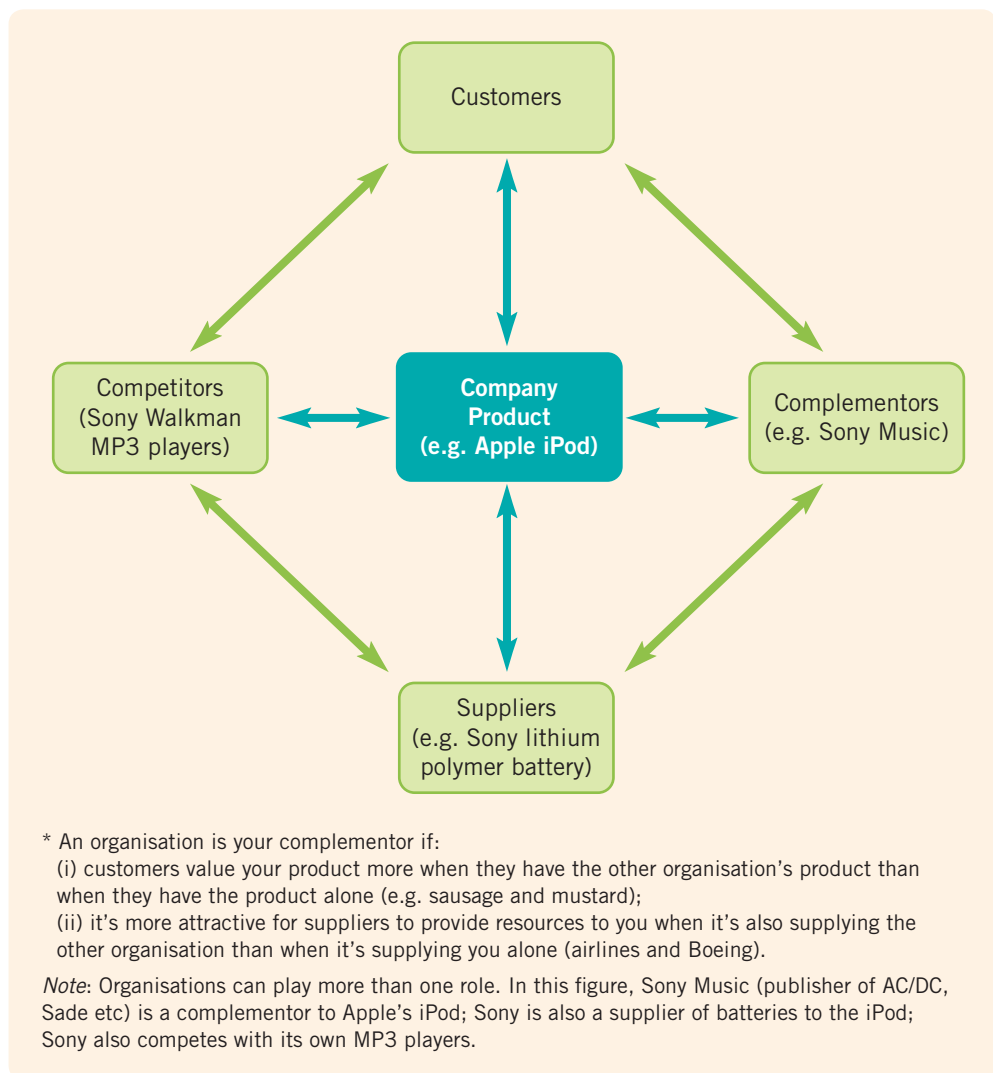 Customers
Competitors
(Sony Walkman
MP3 players)
Company
Product
(e.g. Apple iPod)
Complementors
(e.g. Sony Music)
Suppliers
(e.g. Sony lithium
polymer battery)
* An organisation is your complementor if:
(i) customers value your product more when they have the other organisation’s product than
when they have the product alone (e.g. sausage and mustard);
(ii) it’s more attractive for suppliers to provide resources to you when it’s also supplying the
other organisation than when it’s supplying you alone (airlines and Boeing).
Note: Organisations can play more than one role. In this figure, Sony Music (publisher of AC/DC,
Sade etc) is a complementor to Apple’s iPod; Sony is also a supplier of batteries to the iPod;
Sony also competes with its own MP3 players.